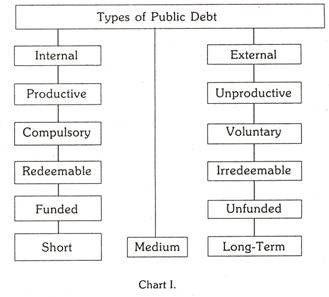 Types of Public Debt
Internal
External
Productive
Unproductive
Compulsory
Voluntary
Redeemable
Irredeemable
Funded
Unfunded
Short
Medium
Long-Term
Chart I.